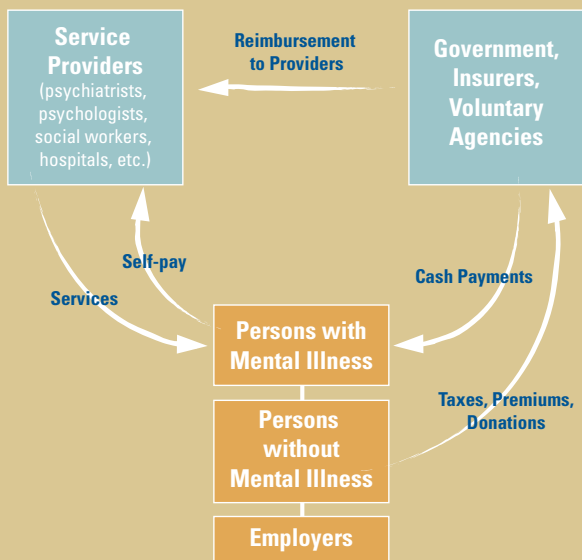 Service
Providers
(psychiatrists,
psychologists,
social workers,
hospitals, etc.)
Reimbursement
to Providers
Government,
Insurers,
Voluntary
Agencies
Self-pay
Services
Cash Payments
Persons with
Mental Illness
Taxes, Premiums,
Donations
Persons
without
Mental Illness
Employers